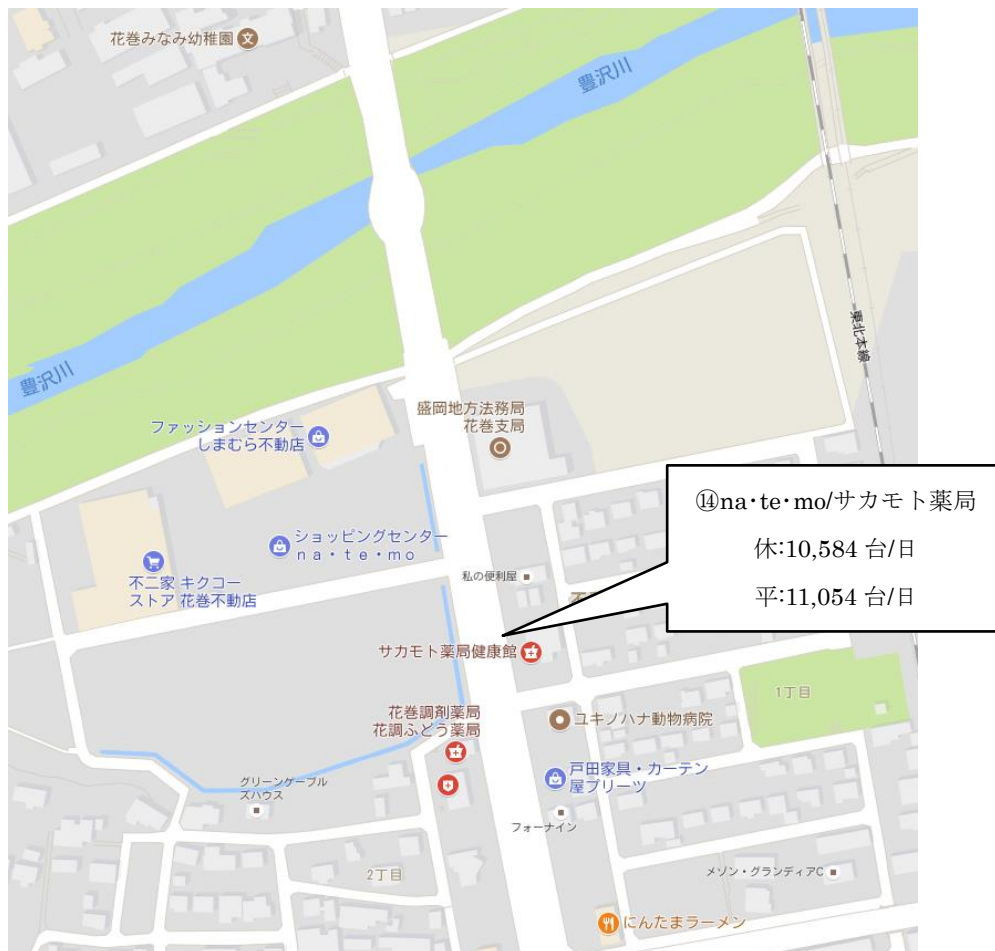 花巻みなみ幼稚園
豊沢川
豊沢川
東北本線
盛岡地方法務局
花巻支局
ファッションセンター
しまむら不動店
⑭na・te・mo/サカモト薬局
休:10,584 台/日
平:11,054 台/日
ショッピングセンター
na・te・mo
不二家 キクコー
ストア 花巻不動店
私の便利屋
サカモト薬局健康館
1丁目
花巻調剤薬局
花調ふどう薬局
ユキノハナ動物病院
戸田家具・カーテン
屋プリーツ
グリーンケーブル
ズハウス
フォーナイン
2丁目
メゾン・グランディアC
にんたまラーメン